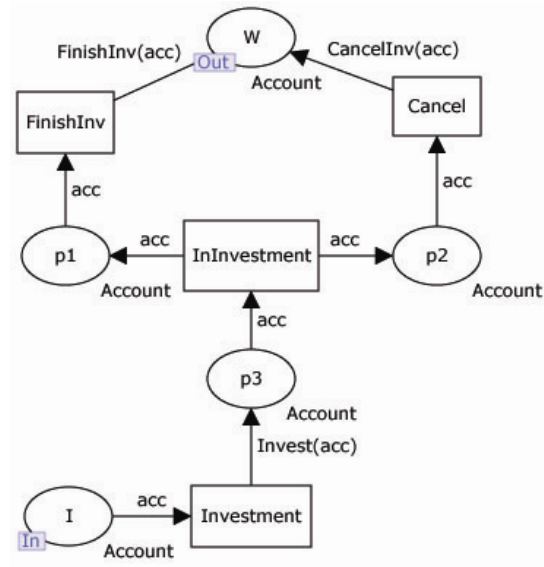 W
FinishInv(acc)
CancelInv(acc)
Out
Account
FinishInv
Cancel
acc
acc
p1
acc
InInvestment
acc
p2
Account
Account
acc
p3
Account
Invest(acc)
I
acc
Investment
In
Account